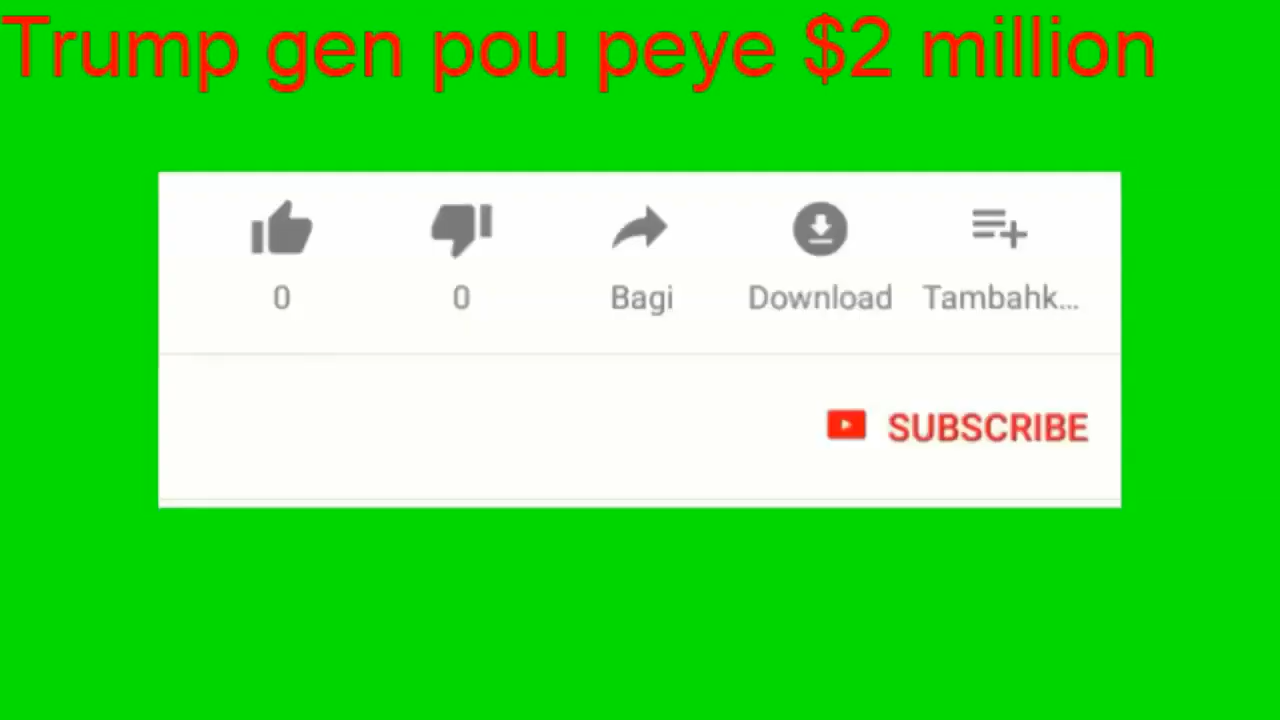 Trump gen pou peye $2 million
0 0 Bagi Download Tambahk...
SUBSCRIBE